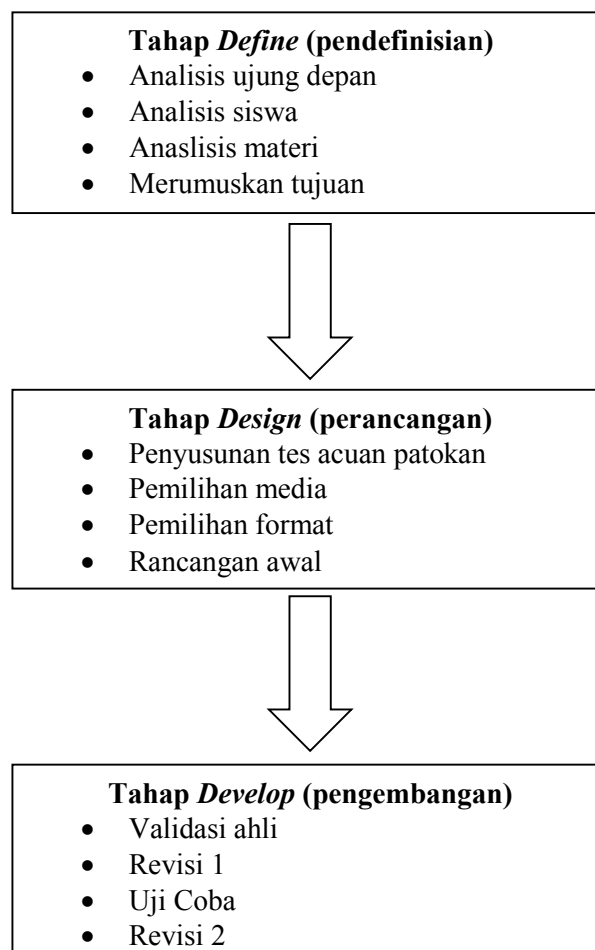 Tahap Define (pendefinisian)
• Analisis ujung depan
• Analisis siswa
• Anaslisis materi
• Merumuskan tujuan
Tahap Design (perancangan)
• Penyusunan tes acuan patokan
• Pemilihan media
• Pemilihan format
• Rancangan awal
Tahap Develop (pengembangan)
• Validasi ahli
• Revisi 1
• Uji Coba
• Revisi 2